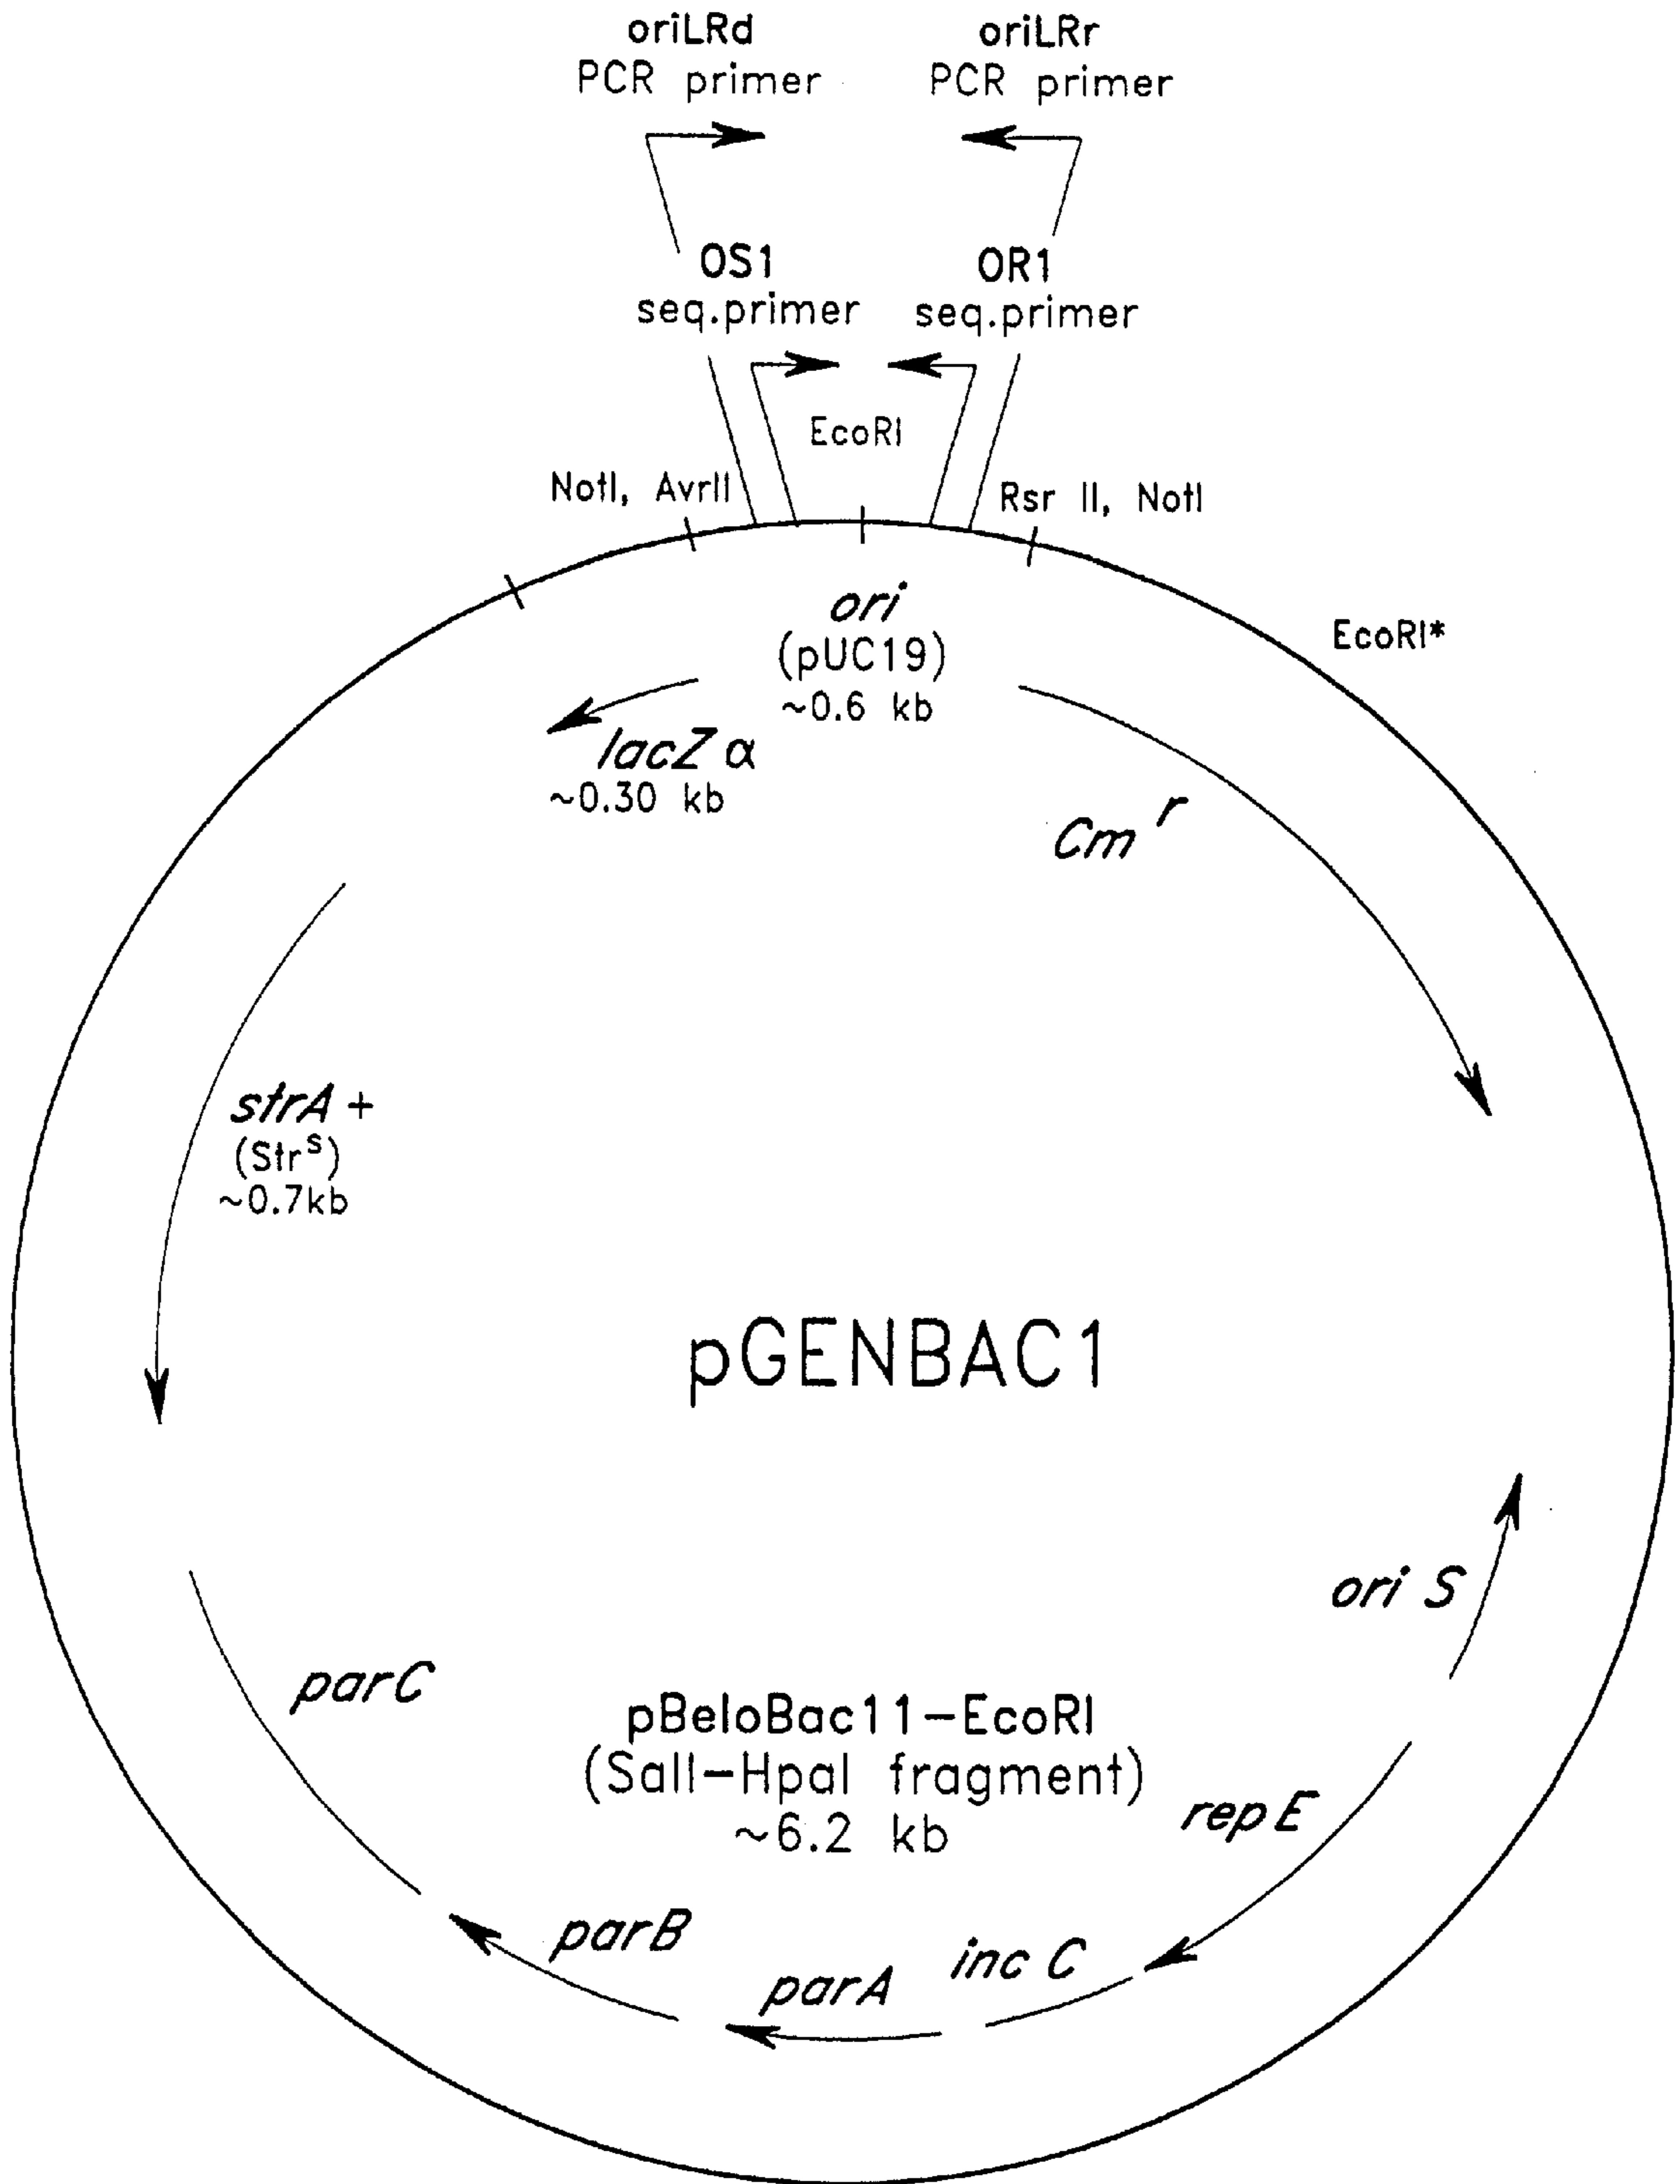 oriLRd
PCR primer
oriLRr
PCR primer
OS1
seq.primer
OR1
seq.primer
EcoRI
NotI, AvrII
Rsr II, NotI
EcoRI*
ori
(pUC19)
~0.6 kb
lacZ α
~0.30 kb
Cm r
strA +
(Str s)
~0.7kb
pGENBAC1
ori S
parC
pBeloBac11-EcoRI
(SalI-HpaI fragment)
~6.2 kb
rep E
parB
inc C
parA